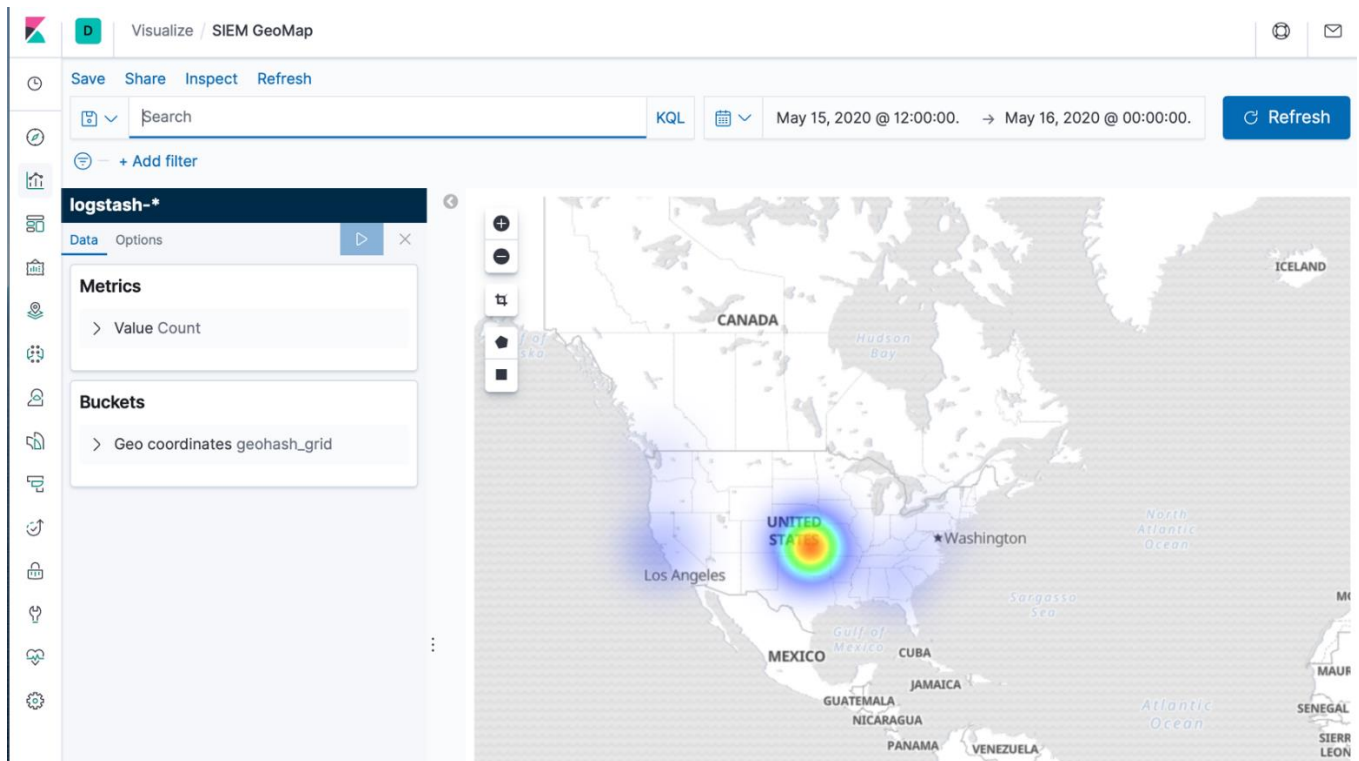 D Visualize / SIEM GeoMap
Save Share Inspect Refresh
Search KQL May 15, 2020 @ 12:00:00. → May 16, 2020 @ 00:00:00. Refresh
+ Add filter
logstash-*
Data Options
Metrics
> Value Count
Buckets
> Geo coordinates geohash_grid
ICELAND
CANADA
Hudson
Bay
UNITED
STATES
Washington
Los Angeles
North
Atlantic
Ocean
Sargasso
Sea
Gulf of
Mexico
MEXICO
CUBA
JAMAICA
GUATEMALA
NICARAGUA
PANAMA
VENEZUELA
Atlantic
Ocean
MAUR
SENEGAL
SIERR
LEON